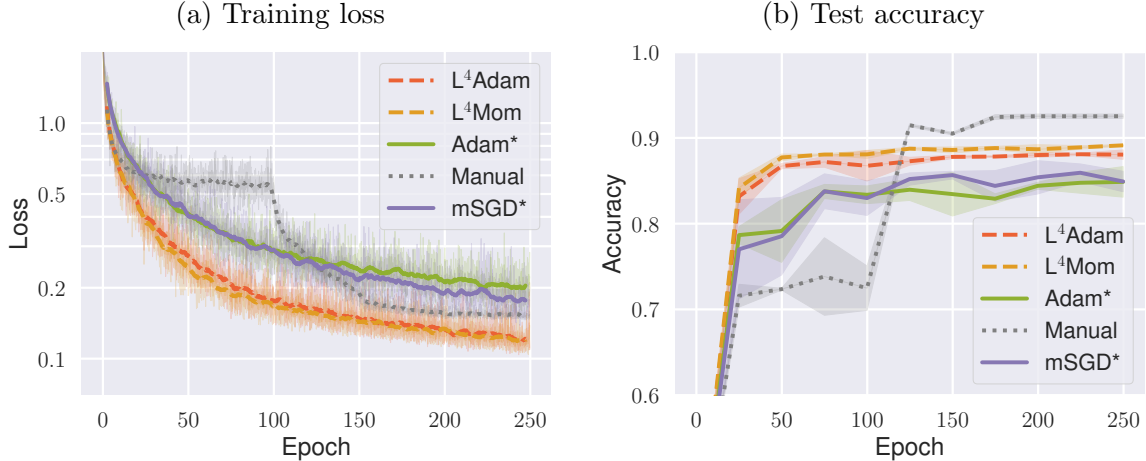 (a) Training loss
1.0
0.5
0.2
0.1
Loss
0 50 100 150 200 250
Epoch
L⁴Adam
L⁴Mom
Adam*
Manual
mSGD*
(b) Test accuracy
1.0
0.9
0.8
0.7
0.6
Accuracy
0 50 100 150 200 250
Epoch
L⁴Adam
L⁴Mom
Adam*
Manual
mSGD*